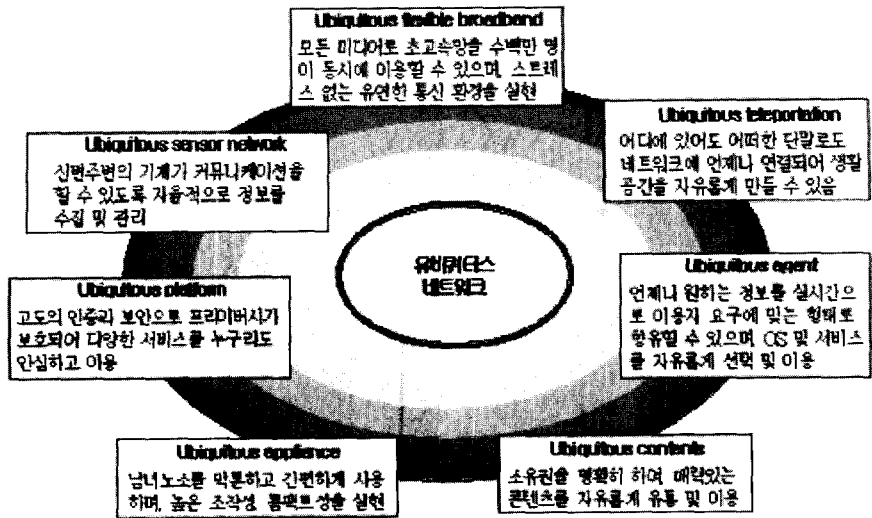 Ubiquitous flexible broadband
모든 미디어로 초고속망을 수백만 명
이 동시에 이용할 수 있으며, 스트레
스 없는 유연한 통신 환경을 실현
Ubiquitous teleportation
어디에 있어도 어떠한 단말로도
네트워크에 언제나 연결되어 생활
공간을 자유롭게 만들 수 있음
Ubiquitous sensor network
신변주변의 기계가 커뮤니케이션을
할 수 있도록 자율적으로 정보를
수집 및 관리
유비쿼터스
네트워크
Ubiquitous agent
언제나 원하는 정보를 실시간으
로 이용자 요구에 맞는 형태로
향유할 수 있으며 OS 및 서비스
를 자유롭게 선택 및 이용
Ubiquitous platform
고도의 인증과 보안으로 프라이버시가
보호되어 다양한 서비스를 누구라도
안심하고 이용
Ubiquitous appliance
남녀노소를 막론하고 간편하게 사용
하며, 높은 조작성, 콤팩트성을 실현
Ubiquitous contents
소유권을 명확히 하여, 매력있는
콘텐츠를 자유롭게 유통 및 이용